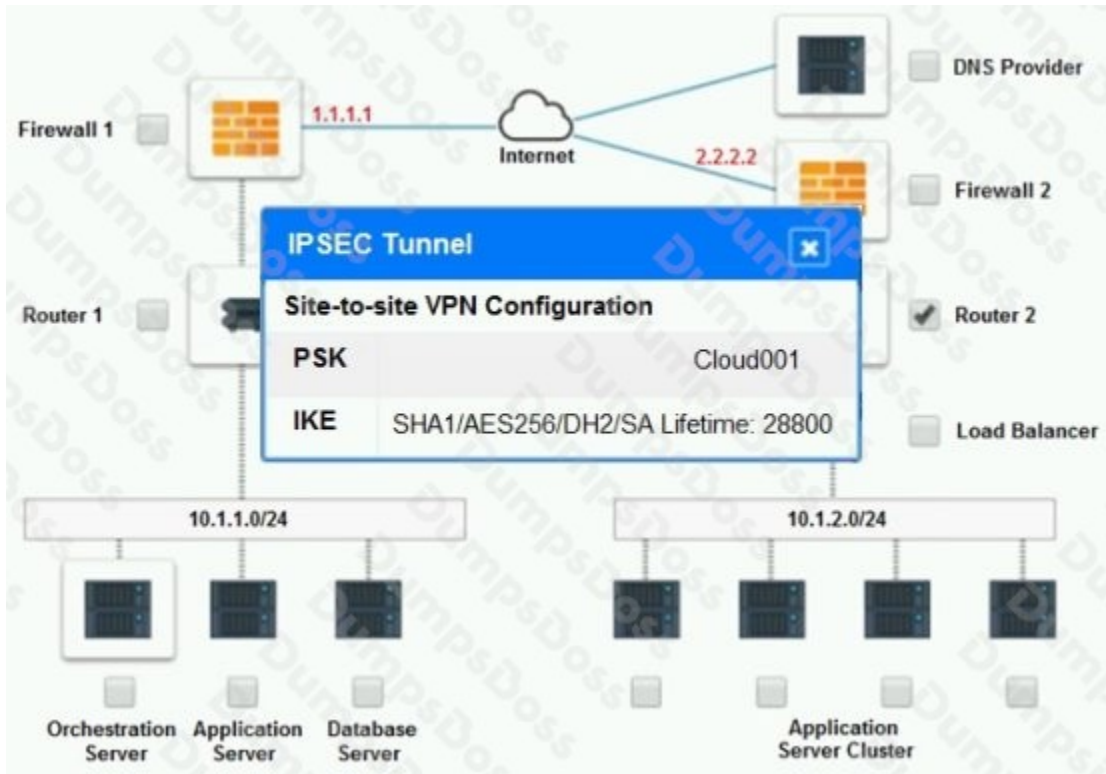 DNS Provider
Firewall 1
1.1.1.1
Internet
2.2.2.2
Firewall 2
IPSEC Tunnel
Site-to-site VPN Configuration
PSK Cloud001
IKE SHA1/AES256/DH2/SA Lifetime: 28800
Router 1
Router 2
Load Balancer
10.1.1.0/24
10.1.2.0/24
Orchestration
Server
Application
Server
Database
Server
Application
Server Cluster
DumpsDoss